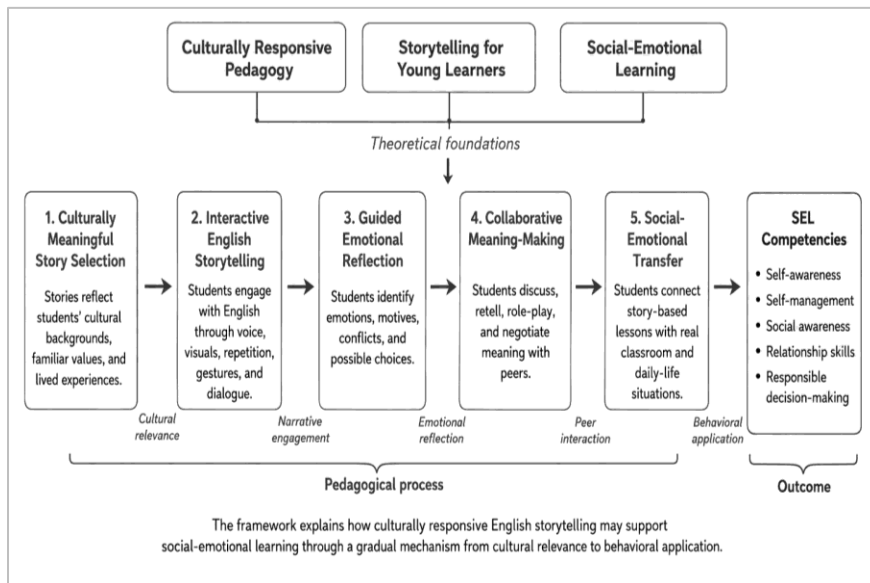 Culturally Responsive
Pedagogy
Storytelling for
Young Learners
Social-Emotional
Learning
Theoretical foundations
1. Culturally
Meaningful
Story Selection
Stories reflect
students' cultural
backgrounds,
familiar values, and
lived experiences.
2. Interactive
English
Storytelling
Students engage
with English
through voice,
visuals, repetition,
gestures, and
dialogue.
3. Guided
Emotional
Reflection
Students identify
emotions, motives,
conflicts, and
possible choices.
4. Collaborative
Meaning-Making
Students discuss,
retell, role-play,
and negotiate
meaning with
peers.
5. Social-
Emotional
Transfer
Students connect
story-based
lessons with real
classroom and
daily-life
situations.
SEL
Competencies
• Self-awareness
• Self-management
• Social awareness
• Relationship skills
• Responsible
decision-making
Cultural
relevance
Narrative
engagement
Emotional
reflection
Peer
interaction
Behavioral
application
Pedagogical process
Outcome
The framework explains how culturally responsive English storytelling may support
social-emotional learning through a gradual mechanism from cultural relevance to behavioral application.